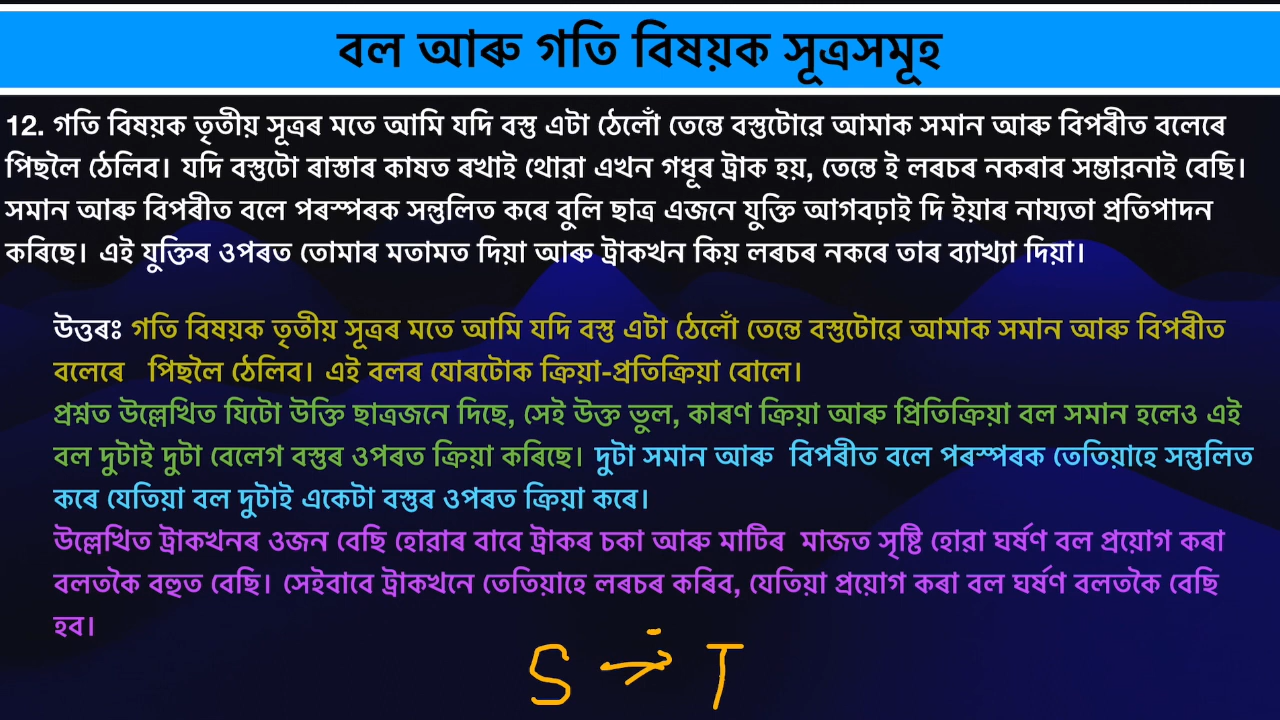 বল আৰু গতি বিষয়ক সূত্ৰসমূহ
12. গতি বিষয়ক তৃতীয় সূত্ৰৰ মতে আমি যদি বস্তু এটা ঠেলোঁ তেন্তে বস্তুটোৱে আমাক সমান আৰু বিপৰীত বলেৰে
পিছলৈ ঠেলিব। যদি বস্তুটো ৰাস্তাৰ কাষত ৰখাই থোৱা এখন গধূৰ ট্ৰাক হয়, তেন্তে ই লৰচৰ নকৰাৰ সম্ভাৱনাই বেছি।
সমান আৰু বিপৰীত বলে পৰস্পৰক সন্তুলিত কৰে বুলি ছাত্ৰ এজনে যুক্তি আগবঢ়াই দি ইয়াৰ নায্যতা প্ৰতিপাদন
কৰিছে। এই যুক্তিৰ ওপৰত তোমাৰ মতামত দিয়া আৰু ট্ৰাকখন কিয় লৰচৰ নকৰে তাৰ ব্যাখ্যা দিয়া।
উত্তৰঃ গতি বিষয়ক তৃতীয় সূত্ৰৰ মতে আমি যদি বস্তু এটা ঠেলোঁ তেন্তে বস্তুটোৱে আমাক সমান আৰু বিপৰীত
বলেৰে পিছলৈ ঠেলিব। এই বলৰ যোৰটোক ক্ৰিয়া-প্ৰতিক্ৰিয়া বোলে।
প্ৰশ্নত উল্লেখিত যিটো উক্তি ছাত্ৰজনে দিছে, সেই উক্ত ভুল, কাৰণ ক্ৰিয়া আৰু প্ৰিতিক্ৰিয়া বল সমান হলেও এই
বল দুটাই দুটা বেলেগ বস্তুৰ ওপৰত ক্ৰিয়া কৰিছে। দুটা সমান আৰু বিপৰীত বলে পৰস্পৰক তেতিয়াহে সন্তুলিত
কৰে যেতিয়া বল দুটাই একেটা বস্তুৰ ওপৰত ক্ৰিয়া কৰে।
উল্লেখিত ট্ৰাকখনৰ ওজন বেছি হোৱাৰ বাবে ট্ৰাকৰ চকা আৰু মাটিৰ মাজত সৃষ্টি হোৱা ঘৰ্ষণ বল প্ৰয়োগ কৰা
বলতকৈ বহুত বেছি। সেইবাবে ট্ৰাকখনে তেতিয়াহে লৰচৰ কৰিব, যেতিয়া প্ৰয়োগ কৰা বল ঘৰ্ষণ বলতকৈ বেছি
হব।
S → T